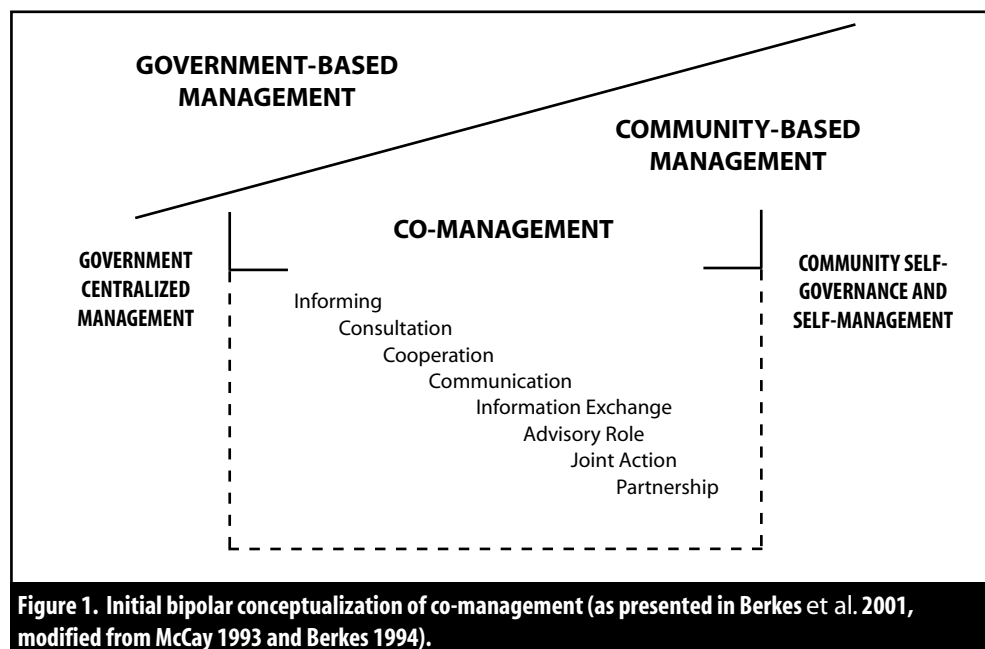 GOVERNMENT-BASED
MANAGEMENT
COMMUNITY-BASED
MANAGEMENT
CO-MANAGEMENT
GOVERNMENT
CENTRALIZED
MANAGEMENT
COMMUNITY SELF-
GOVERNANCE AND
SELF-MANAGEMENT
Informing
Consultation
Cooperation
Communication
Information Exchange
Advisory Role
Joint Action
Partnership
Figure 1. Initial bipolar conceptualization of co-management (as presented in Berkes et al. 2001,
modified from McCay 1993 and Berkes 1994).